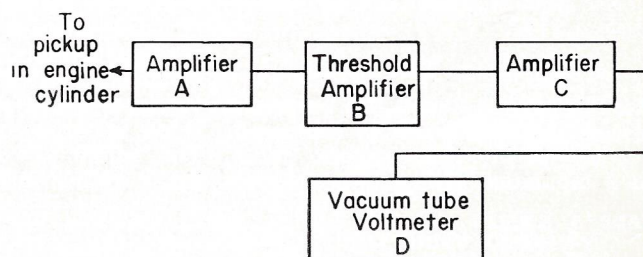 To
pickup
in engine
cylinder
Amplifier
A
Threshold
Amplifier
B
Amplifier
C
Vacuum tube
Voltmeter
D